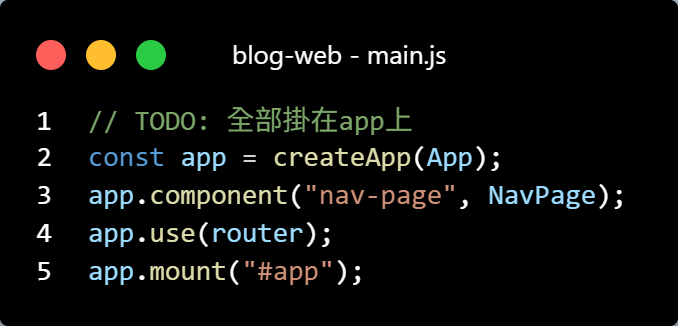 blog-web - main.js
1 // TODO: 全部掛在app上
2 const app = createApp(App);
3 app.component("nav-page", NavPage);
4 app.use(router);
5 app.mount("#app");